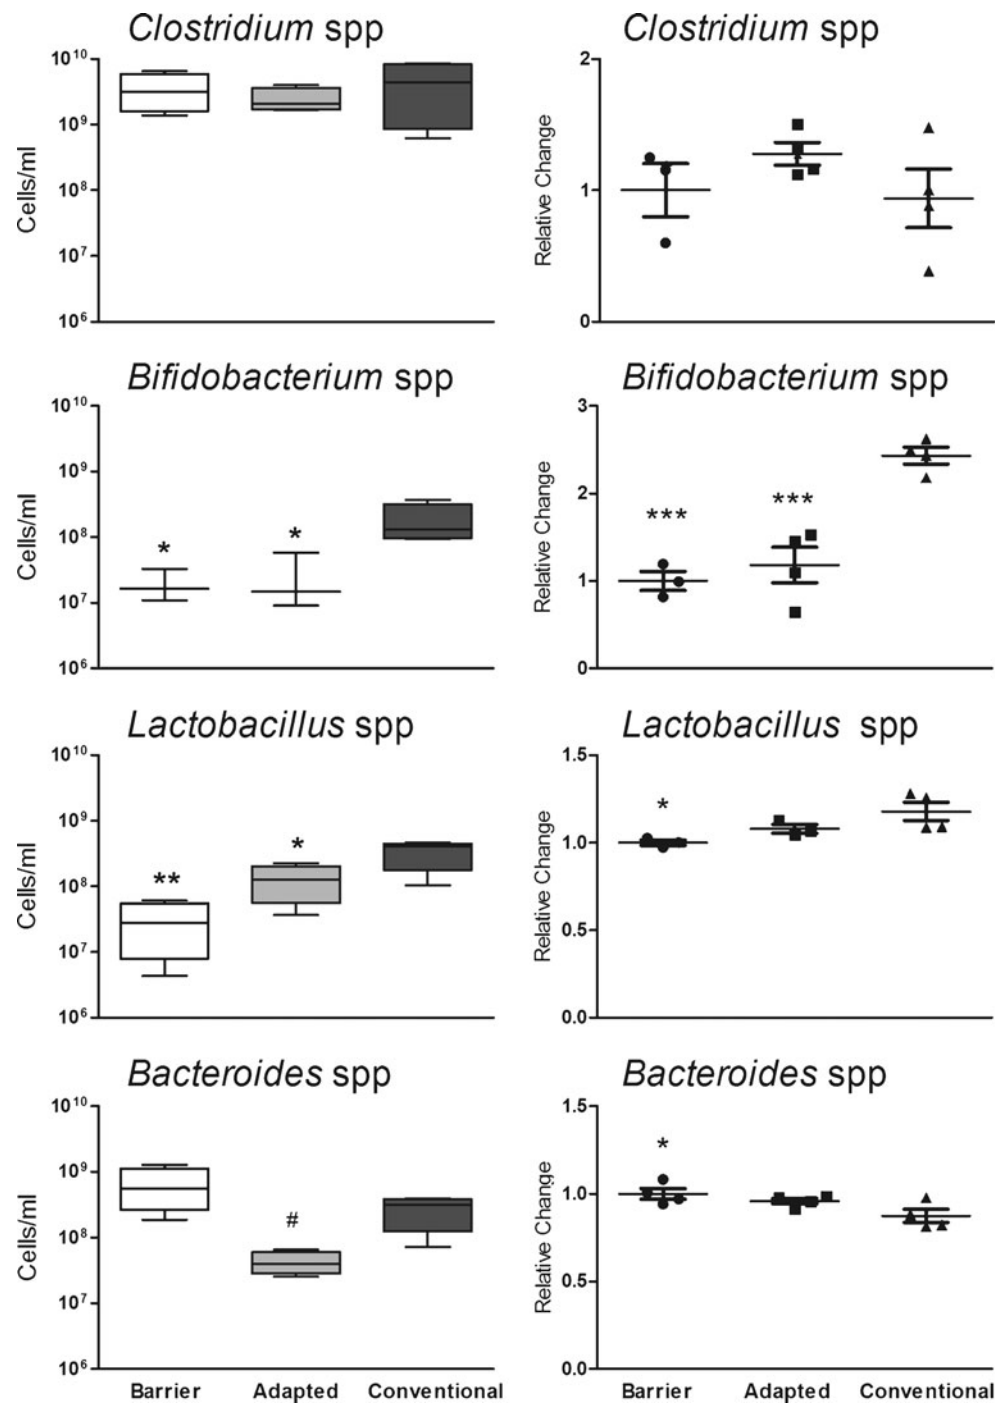 Clostridium spp
Cells/ml
10^10
10^9
10^8
10^7
10^6
Clostridium spp
Relative Change
2
1
0
Bifidobacterium spp
Cells/ml
10^10
10^9
10^8
10^7
10^6
*
*
Bifidobacterium spp
Relative Change
3
2
1
0
***
***
Lactobacillus spp
Cells/ml
10^10
10^9
10^8
10^7
10^6
**
*
Lactobacillus spp
Relative Change
1.5
1.0
0.5
0.0
*
Bacteroides spp
Cells/ml
10^10
10^9
10^8
10^7
10^6
#
Barrier Adapted Conventional
Bacteroides spp
Relative Change
1.5
1.0
0.5
0.0
*
Barrier Adapted Conventional